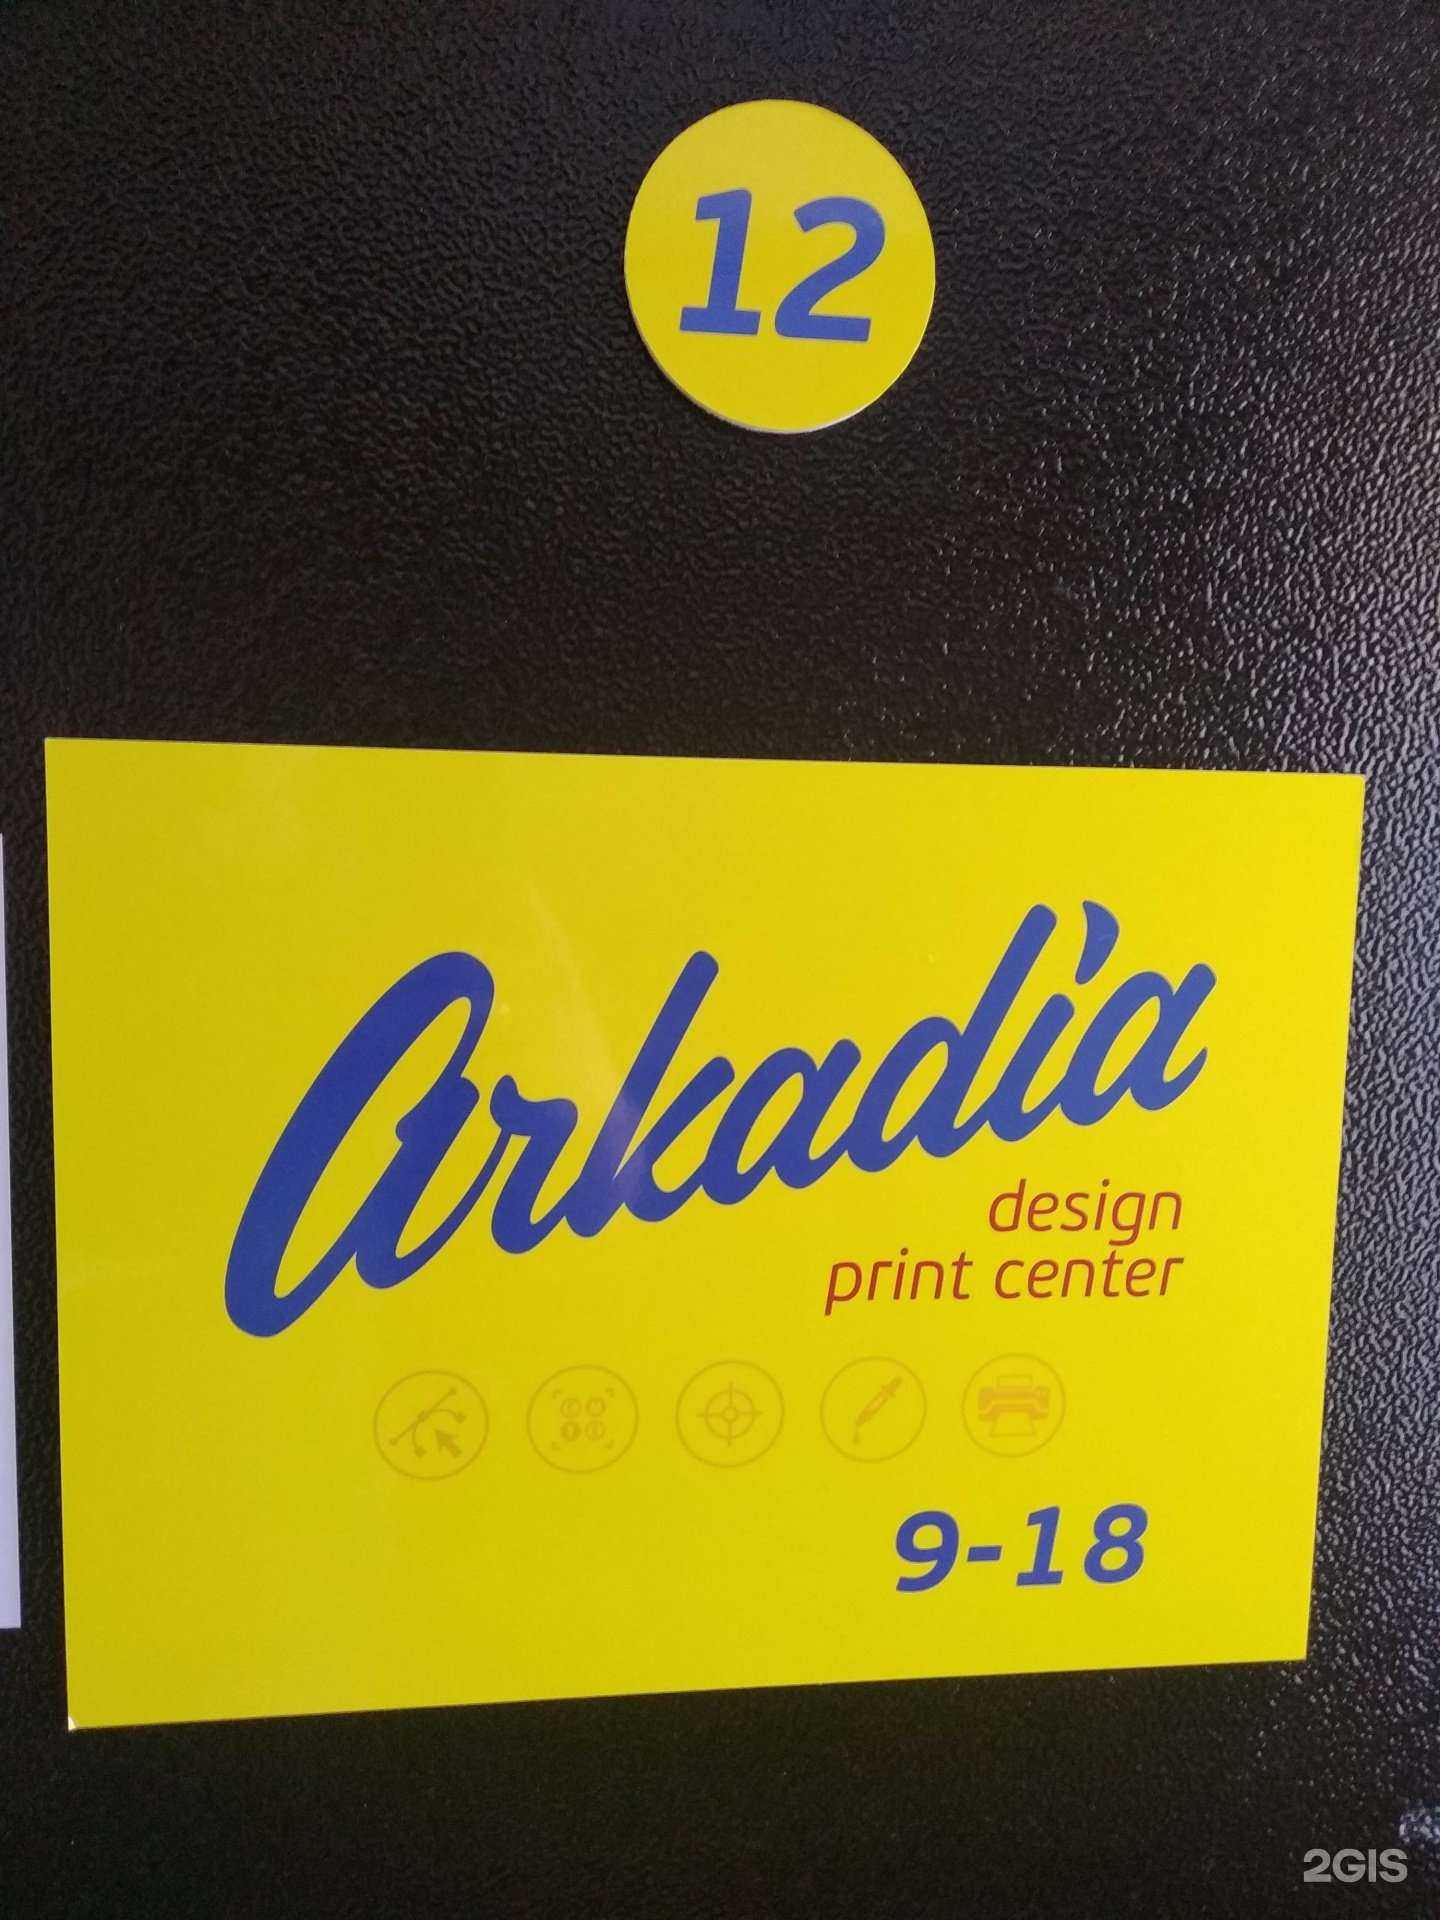 12
Arkadia
design
print center
9-18
2GIS